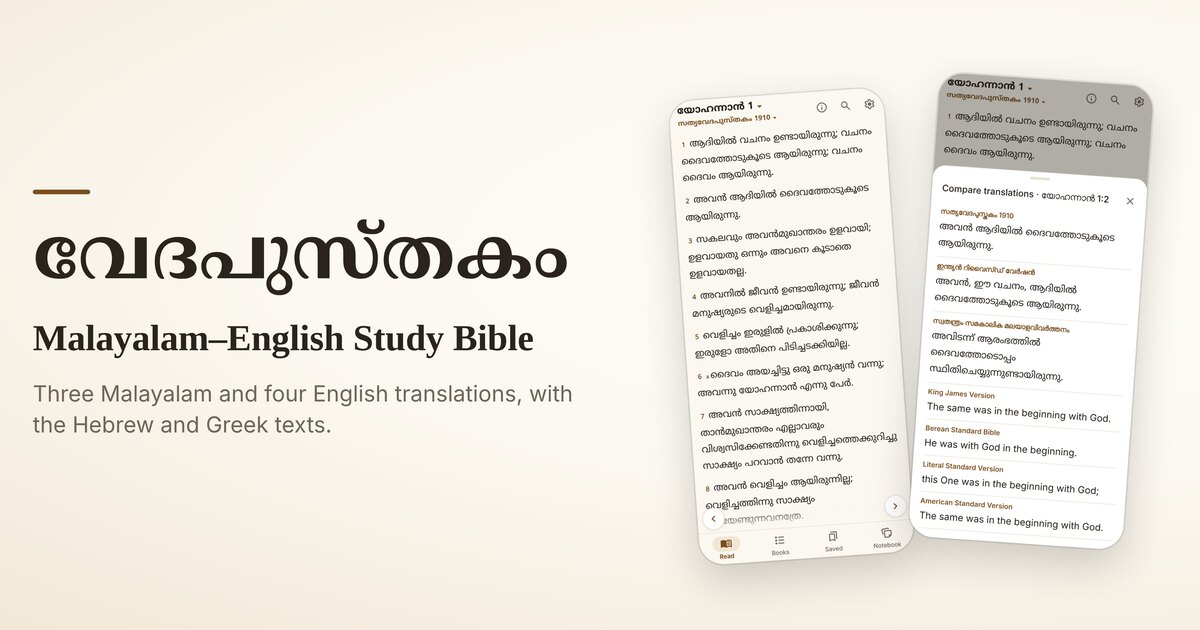 വേദപുസ്തകം
Malayalam–English Study Bible
Three Malayalam and four English translations, with
the Hebrew and Greek texts.
യോഹന്നാൻ 1
സത്യവേദപുസ്തകം 1910
1 ആദിയിൽ വചനം ഉണ്ടായിരുന്നു; വചനം
ദൈവത്തോടുകൂടെ ആയിരുന്നു; വചനം
ദൈവം ആയിരുന്നു.
2 അവൻ ആദിയിൽ ദൈവത്തോടുകൂടെ
ആയിരുന്നു.
3 സകലവും അവൻമുഖാന്തരം ഉളവായി;
ഉളവായതു ഒന്നും അവനെ കൂടാതെ
ഉളവായതല്ല.
4 അവനിൽ ജീവൻ ഉണ്ടായിരുന്നു; ജീവൻ
മനുഷ്യരുടെ വെളിച്ചമായിരുന്നു.
5 വെളിച്ചം ഇരുളിൽ പ്രകാശിക്കുന്നു;
ഇരുളോ അതിനെ പിടിച്ചടക്കിയില്ല.
6 a ദൈവം അയച്ചിട്ടു ഒരു മനുഷ്യൻ വന്നു;
അവന്നു യോഹന്നാൻ എന്നു പേർ.
7 അവൻ സാക്ഷ്യത്തിന്നായി,
താൻമുഖാന്തരം എല്ലാവരും
വിശ്വസിക്കേണ്ടതിന്നു വെളിച്ചത്തെക്കുറിച്ചു
സാക്ഷ്യം പറവാൻ തന്നേ വന്നു.
8 അവൻ വെളിച്ചം ആയിരുന്നില്ല;
വെളിച്ചത്തിന്നു സാക്ഷ്യം
Read
Books
Saved
Notebook
യോഹന്നാൻ 1
സത്യവേദപുസ്തകം 1910
1 ആദിയിൽ വചനം ഉണ്ടായിരുന്നു; വചനം
ദൈവത്തോടുകൂടെ ആയിരുന്നു; വചനം
ദൈവം ആയിരുന്നു.
Compare translations · യോഹന്നാൻ 1:2
സത്യവേദപുസ്തകം 1910
അവൻ ആദിയിൽ ദൈവത്തോടുകൂടെ
ആയിരുന്നു.
ഇന്ത്യൻ റിവൈസ്ഡ് വേർഷൻ
അവൻ, ഈ വചനം, ആദിയിൽ
ദൈവത്തോടുകൂടെ ആയിരുന്നു.
സ്വതന്ത്രം സമകാലിക മലയാളവിവർത്തനം
അവിടന്ന് ആരംഭത്തിൽ
ദൈവത്തോടൊപ്പം
സ്ഥിതിചെയ്യുന്നുണ്ടായിരുന്നു.
King James Version
The same was in the beginning with God.
Berean Standard Bible
He was with God in the beginning.
Literal Standard Version
this One was in the beginning with God;
American Standard Version
The same was in the beginning with God.